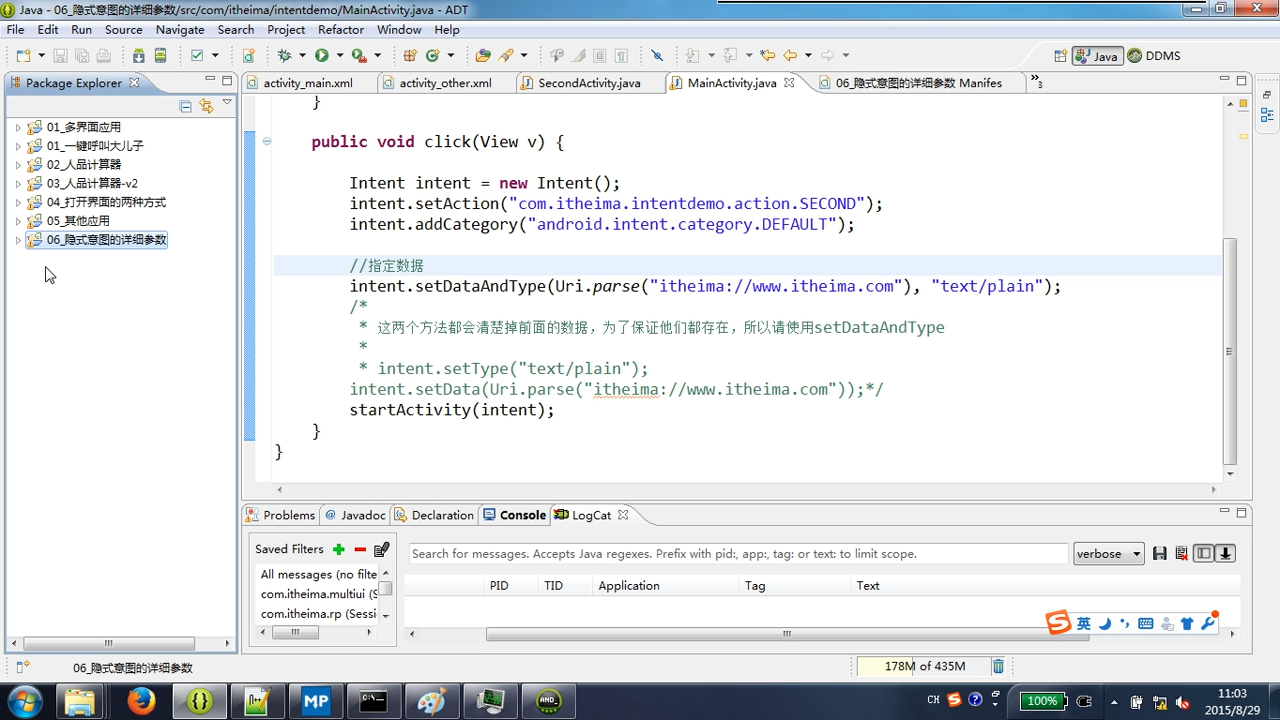 Java - 06_隐式意图的详细参数/src/com/itheima/intentdemo/MainActivity.java - ADT
File Edit Run Source Navigate Search Project Refactor Window Help
Java DDMS
Package Explorer
activity_main.xml activity_other.xml SecondActivity.java MainActivity.java 06_隐式意图的详细参数 Manifes »3
01_多界面应用
01_一键呼叫大儿子
02_人品计算器
03_人品计算器-v2
04_打开界面的两种方式
05_其他应用
06_隐式意图的详细参数
}
public void click(View v) {
Intent intent = new Intent();
intent.setAction("com.itheima.intentdemo.action.SECOND");
intent.addCategory("android.intent.category.DEFAULT");
//指定数据
intent.setDataAndType(Uri.parse("itheima://www.itheima.com"), "text/plain");
/*
* 这两个方法都会清楚掉前面的数据，为了保证他们都存在，所以请使用setDataAndType
*
* intent.setType("text/plain");
intent.setData(Uri.parse("itheima://www.itheima.com"));*/
startActivity(intent);
}
}
Problems @ Javadoc Declaration Console LogCat
Saved Filters
Search for messages. Accepts Java regexes. Prefix with pid:, app:, tag: or text: to limit scope.
verbose
All messages (no filte
com.itheima.multiui (S
com.itheima.rp (Sessi
PID TID Application Tag Text
英
06_隐式意图的详细参数
178M of 435M
MP
AND_
CH
100%
11:03
2015/8/29